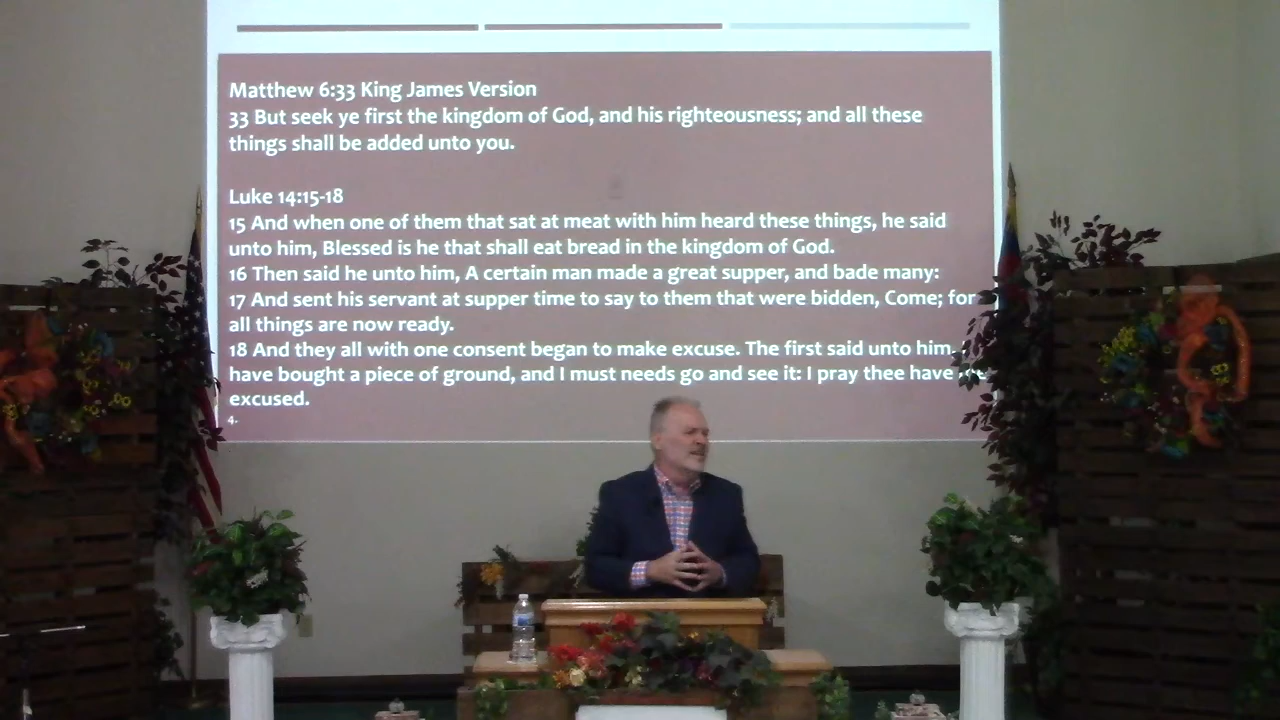 Matthew 6:33 King James Version
33 But seek ye first the kingdom of God, and his righteousness; and all these
things shall be added unto you.
Luke 14:15-18
15 And when one of them that sat at meat with him heard these things, he said
unto him, Blessed is he that shall eat bread in the kingdom of God.
16 Then said he unto him, A certain man made a great supper, and bade many:
17 And sent his servant at supper time to say to them that were bidden, Come; for
all things are now ready.
18 And they all with one consent began to make excuse. The first said unto him,
have bought a piece of ground, and I must needs go and see it: I pray thee have
excused.
4.